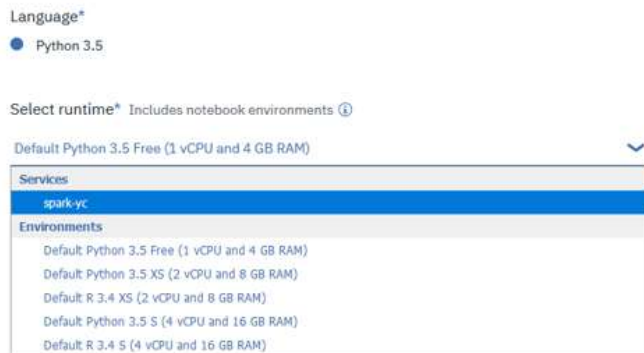 Language*
Python 3.5
Select runtime* Includes notebook environments
Default Python 3.5 Free (1 vCPU and 4 GB RAM)
Services
spark-yc
Environments
Default Python 3.5 Free (1 vCPU and 4 GB RAM)
Default Python 3.5 XS (2 vCPU and 8 GB RAM)
Default R 3.4 XS (2 vCPU and 8 GB RAM)
Default Python 3.5 S (4 vCPU and 16 GB RAM)
Default R 3.4 S (4 vCPU and 16 GB RAM)